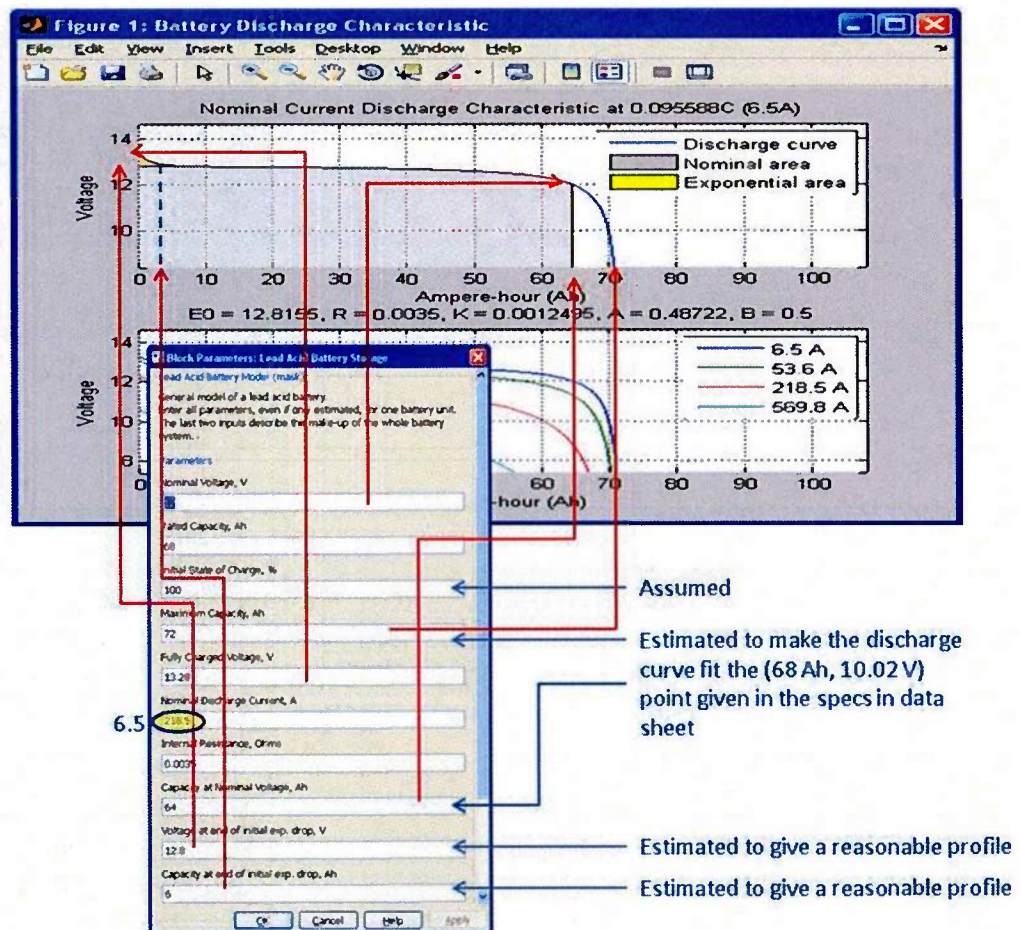 Figure 1: Battery Discharge Characteristic
File Edit View Insert Tools Desktop Window Help
Nominal Current Discharge Characteristic at 0.095588C (6.5A)
14
12
10
Voltage
Discharge curve
Nominal area
Exponential area
0 10 20 30 40 50 60 70 80 90 100
Ampere-hour (Ah)
E0 = 12.8155, R = 0.0035, K = 0.0012495, A = 0.48722, B = 0.5
14
12
10
8
Voltage
6.5 A
53.6 A
218.5 A
569.8 A
0 60 70 80 90 100
-hour (Ah)
Block Parameters: Lead Acid Battery Storage
Lead Acid Battery Model (mask)
General model of a lead acid battery.
Enter all parameters, even if only estimated, for one battery unit.
The last two inputs describe the make-up of the whole battery
system.
Parameters
Nominal Voltage, V
Rated Capacity, Ah
68
Initial State of Charge, %
100
Assumed
Maximum Capacity, Ah
72
Estimated to make the discharge
curve fit the (68 Ah, 10.02 V)
point given in the specs in data
sheet
Fully Charged Voltage, V
13.28
Nominal Discharge Current, A
6.5
218.5
Internal Resistance, Ohms
0.0035
Capacity at Nominal Voltage, Ah
64
Voltage at end of initial exp. drop, V
12.8
Estimated to give a reasonable profile
Capacity at end of initial exp. drop, Ah
6
Estimated to give a reasonable profile
OK Cancel Help Apply